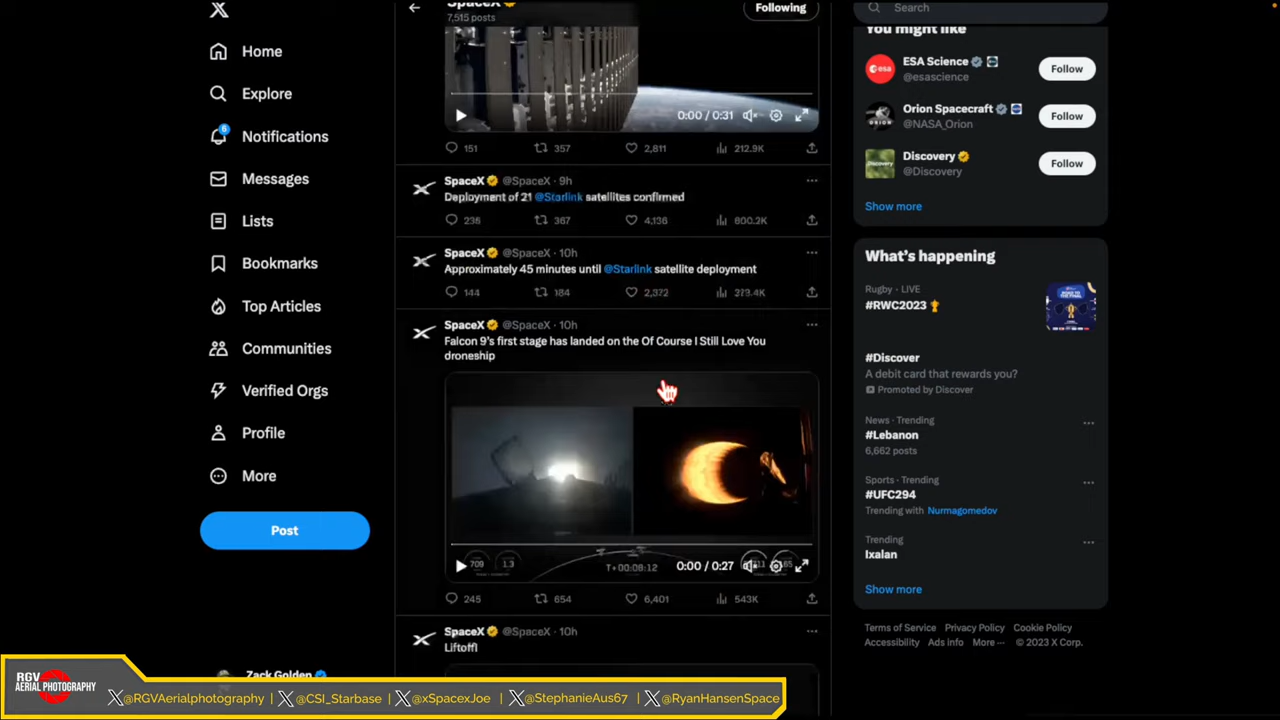 SpaceX
7,515 posts
Following
Search
Home
Explore
6
Notifications
Messages
Lists
Bookmarks
Top Articles
Communities
Verified Orgs
Profile
More
Post
Zack Golden
0:00 / 0:31
151 357 2,811 212.9K
SpaceX @SpaceX · 9h
Deployment of 21 @Starlink satellites confirmed
236 367 4,136 600.2K
SpaceX @SpaceX · 10h
Approximately 45 minutes until @Starlink satellite deployment
144 184 2,372 273.4K
SpaceX @SpaceX · 10h
Falcon 9's first stage has landed on the Of Course I Still Love You
droneship
709 1.3 T+00:08:12 0:00 / 0:27
245 654 6,401 543K
SpaceX @SpaceX · 10h
Liftoff!
You might like
ESA Science
@esascience
Follow
Orion Spacecraft
@NASA_Orion
Follow
Discovery
@Discovery
Follow
Show more
What's happening
Rugby · LIVE
#RWC2023
#Discover
A debit card that rewards you?
Promoted by Discover
News · Trending
#Lebanon
6,662 posts
Sports · Trending
#UFC294
Trending with Nurmagomedov
Trending
Ixalan
Show more
Terms of Service Privacy Policy Cookie Policy
Accessibility Ads info More ··· © 2023 X Corp.
RGV
AERIAL PHOTOGRAPHY
@RGVAerialphotography | @CSI_Starbase | @xSpacexJoe | @StephanieAus67 | @RyanHansenSpace